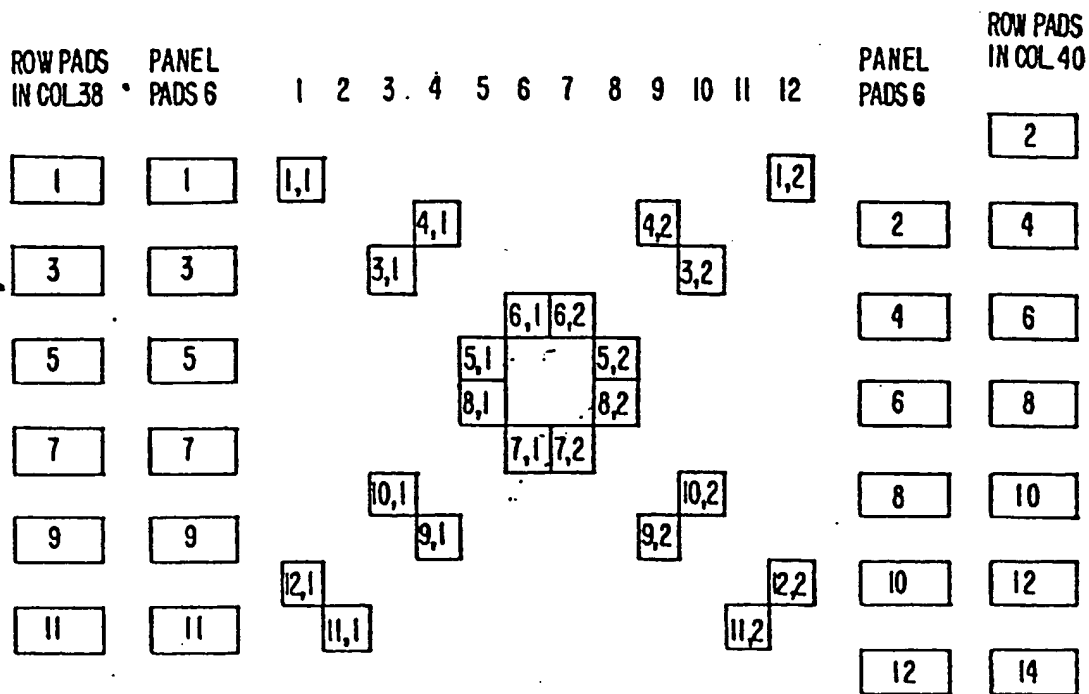 ROW PADS
IN COL.38
PANEL
PADS 6
1 2 3 4 5 6 7 8 9 10 11 12
PANEL
PADS 6
ROW PADS
IN COL.40
2
1 1 1,1 1,2
4,1 4,2 2 4
3 3 3,1 3,2
6,1 6,2 4 6
5 5 5,1 5,2
8,1 8,2 6 8
7 7 7,1 7,2
10,1 10,2 8 10
9 9 9,1 9,2
12,1 12,2 10 12
11 11 11,1 11,2
12 14